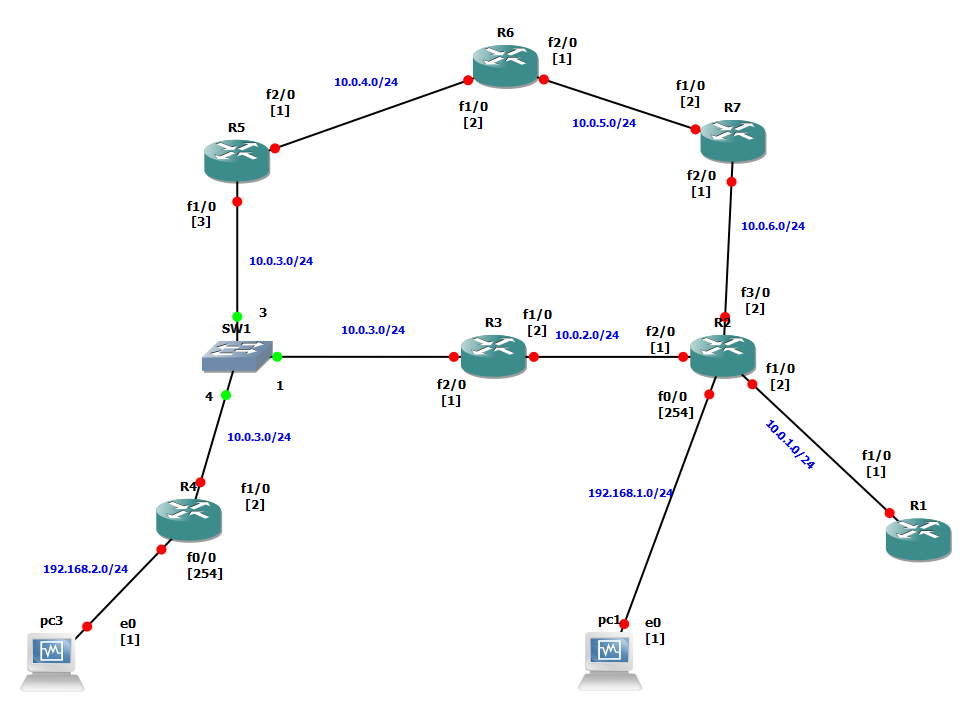 R6
f2/0
[1]
10.0.4.0/24
f1/0
[2]
f2/0
[1]
R5
f1/0
[2]
R7
10.0.5.0/24
f2/0
[1]
f1/0
[3]
10.0.6.0/24
10.0.3.0/24
f3/0
[2]
3
SW1
10.0.3.0/24
R3
f1/0
[2]
10.0.2.0/24
f2/0
[1]
R2
f1/0
[2]
1
f2/0
[1]
4
f0/0
[254]
10.0.3.0/24
10.0.1.0/24
f1/0
[1]
R4
f1/0
[2]
192.168.1.0/24
R1
f0/0
[254]
192.168.2.0/24
pc3
e0
[1]
pc1
e0
[1]